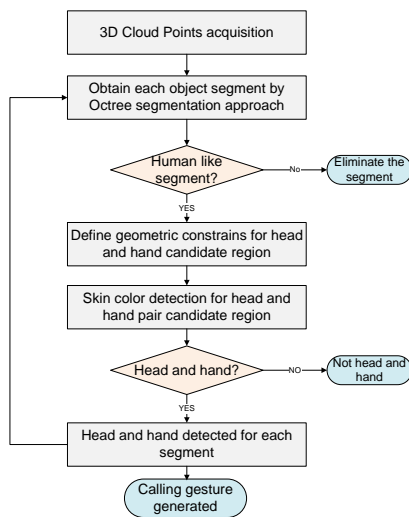 3D Cloud Points acquisition
Obtain each object segment by
Octree segmentation approach
Human like
segment?
No
Eliminate the
segment
YES
Define geometric constrains for head
and hand candidate region
Skin color detection for head and
hand pair candidate region
Head and hand?
NO
Not head and
hand
YES
Head and hand detected for each
segment
Calling gesture
generated